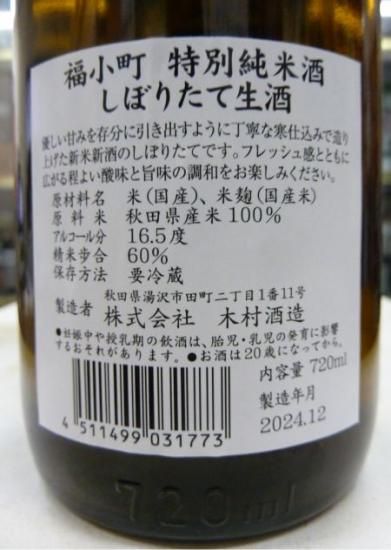 福小町 特別純米酒
しぼりたて生酒
優しい甘みを存分に引き出すように丁寧な寒仕込みで造り
上げた新米新酒のしぼりたてです。フレッシュ感とともに
広がる程よい酸味と旨味の調和をお楽しみください。
原材料名 米(国産)、米麹(国産米)
原料米 秋田県産米100%
アルコール分 16.5度
精米歩合 60%
保存方法 要冷蔵
秋田県湯沢市田町二丁目1番11号
製造者 株式会社 木村酒造
●妊娠中や授乳期の飲酒は、胎児・乳児の発育に影響
するおそれがあります。●お酒は20歳になってから。
内容量 720ml
製造年月
2024.12
4 511499 031773
720ml